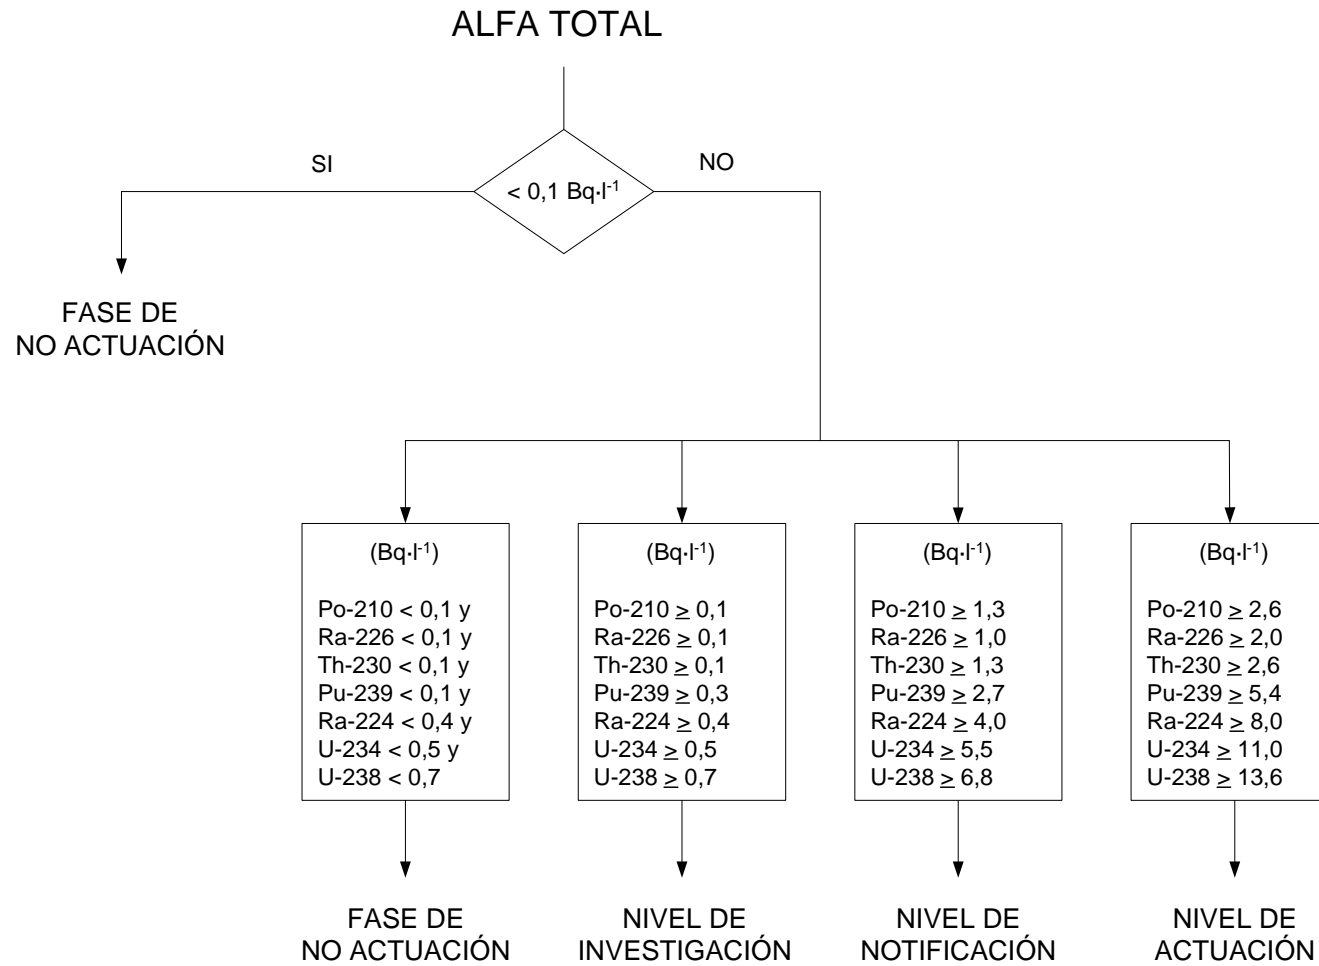 ALFA TOTAL
SI
NO
< 0,1 Bq·l⁻¹
FASE DE
NO ACTUACIÓN
(Bq·l⁻¹)
Po-210 < 0,1 y
Ra-226 < 0,1 y
Th-230 < 0,1 y
Pu-239 < 0,1 y
Ra-224 < 0,4 y
U-234 < 0,5 y
U-238 < 0,7
(Bq·l⁻¹)
Po-210 ≥ 0,1
Ra-226 ≥ 0,1
Th-230 ≥ 0,1
Pu-239 ≥ 0,3
Ra-224 ≥ 0,4
U-234 ≥ 0,5
U-238 ≥ 0,7
(Bq·l⁻¹)
Po-210 ≥ 1,3
Ra-226 ≥ 1,0
Th-230 ≥ 1,3
Pu-239 ≥ 2,7
Ra-224 ≥ 4,0
U-234 ≥ 5,5
U-238 ≥ 6,8
(Bq·l⁻¹)
Po-210 ≥ 2,6
Ra-226 ≥ 2,0
Th-230 ≥ 2,6
Pu-239 ≥ 5,4
Ra-224 ≥ 8,0
U-234 ≥ 11,0
U-238 ≥ 13,6
FASE DE
NO ACTUACIÓN
NIVEL DE
INVESTIGACIÓN
NIVEL DE
NOTIFICACIÓN
NIVEL DE
ACTUACIÓN